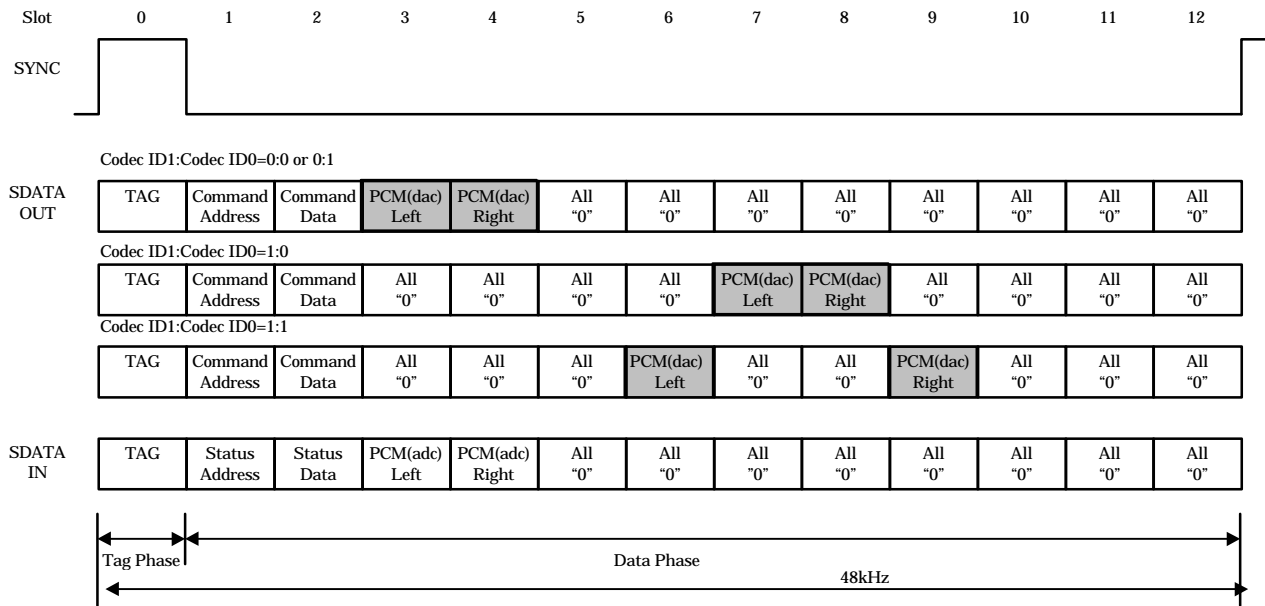 Slot 0 1 2 3 4 5 6 7 8 9 10 11 12
SYNC
Codec ID1:Codec ID0=0:0 or 0:1
SDATA TAG Command Command PCM(dac) PCM(dac) All All All All All All All All
OUT Address Data Left Right “0” “0” ”0” “0” “0” “0” “0” “0”
Codec ID1:Codec ID0=1:0
TAG Command Command All All All All PCM(dac) PCM(dac) All All All All
Address Data “0” “0” “0” “0” Left Right “0” “0” “0” “0”
Codec ID1:Codec ID0=1:1
TAG Command Command All All All PCM(dac) All All PCM(dac) All All All
Address Data “0” “0” “0” Left ”0” “0” Right “0” “0” “0”
SDATA TAG Status Status PCM(adc) PCM(adc) All All All All All All All All
IN Address Data Left Right “0” “0” ”0” “0” “0” “0” “0” “0”
Tag Phase Data Phase
48kHz